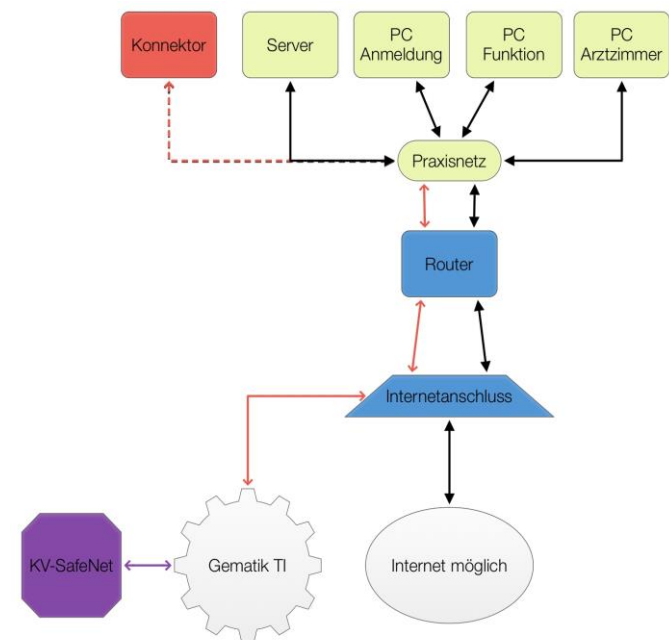 Konnektor
Server
PC
Anmeldung
PC
Funktion
PC
Arztzimmer
Praxisnetz
Router
Internetanschluss
KV-SafeNet
Gematik TI
Internet möglich